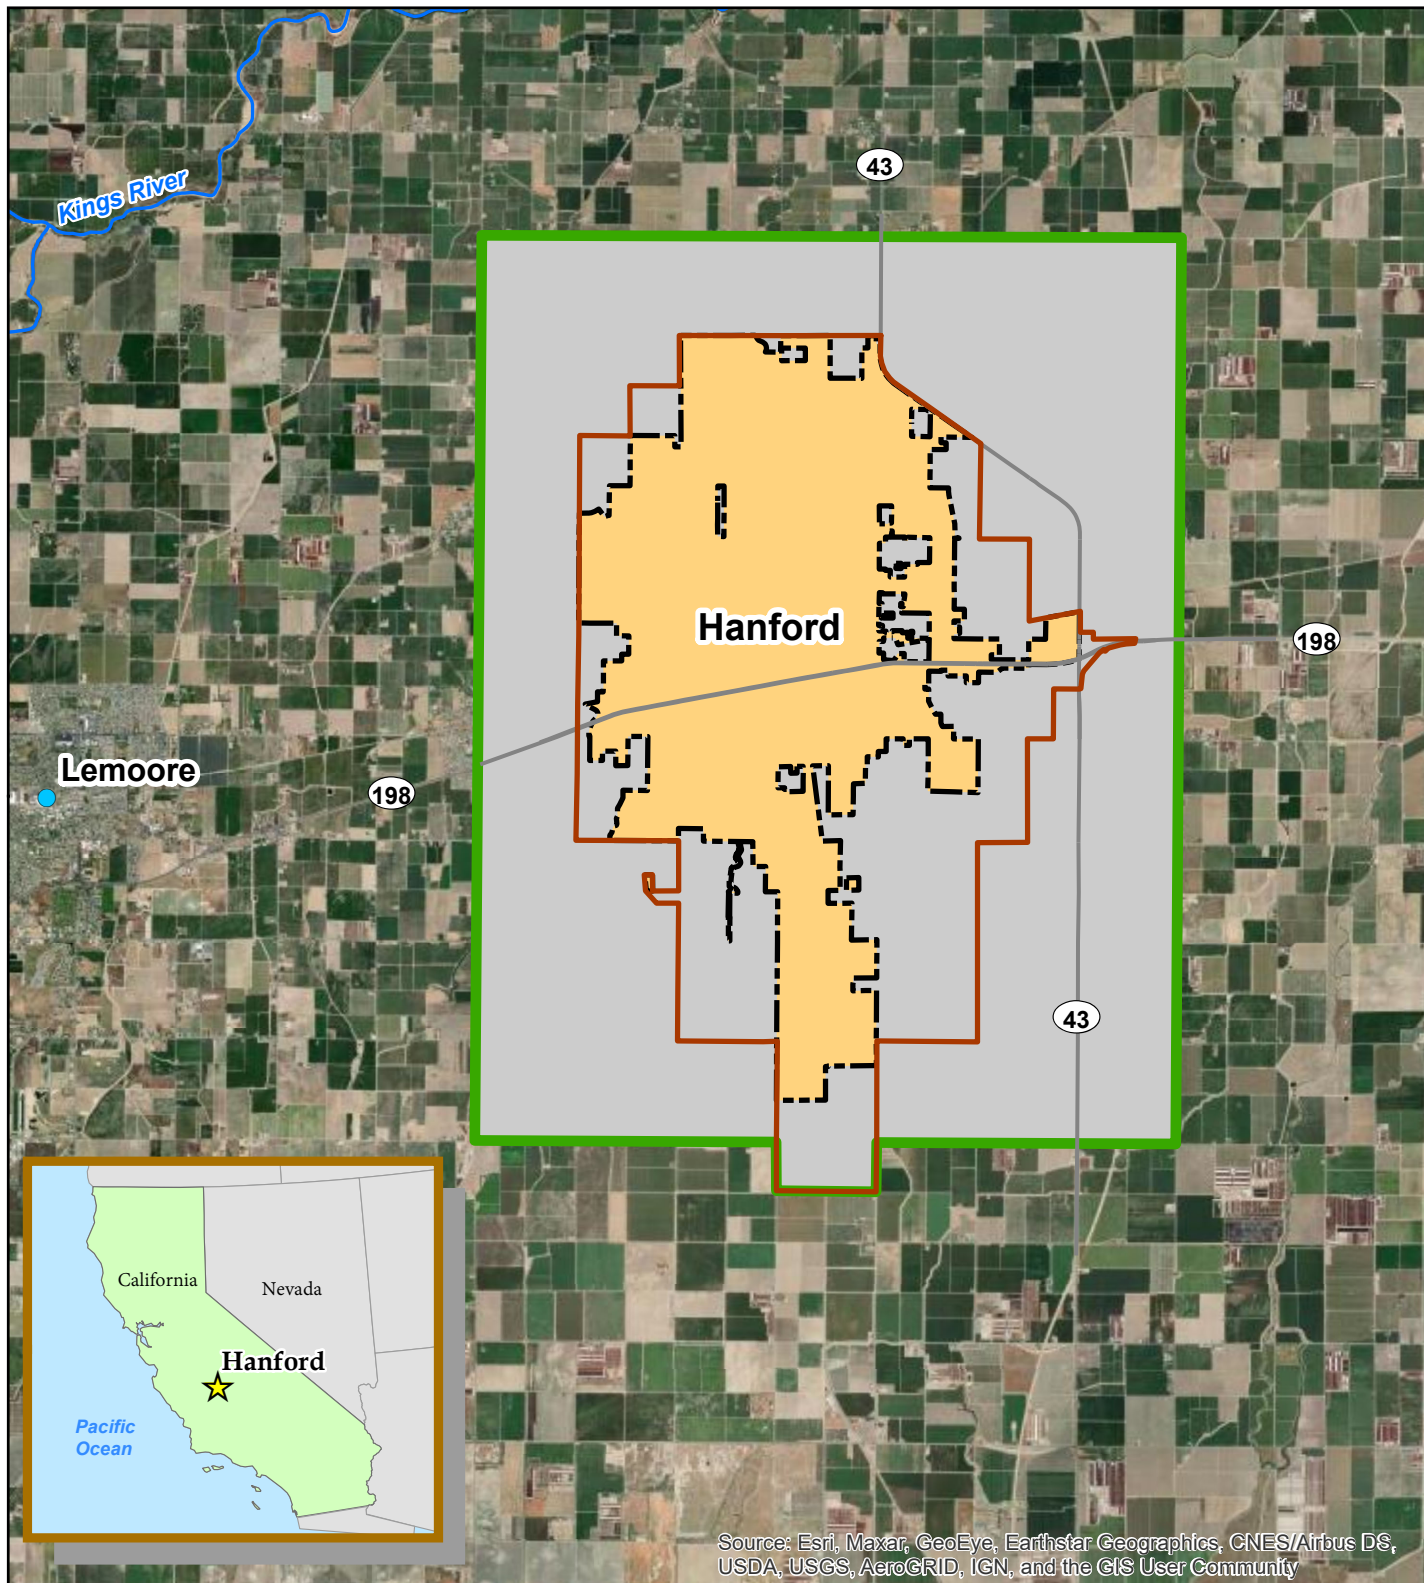 43
Kings River
Hanford
198
Lemoore
198
43
California
Nevada
Hanford
Pacific
Ocean
Source: Esri, Maxar, GeoEye, Earthstar Geographics, CNES/Airbus DS,
USDA, USGS, AeroGRID, IGN, and the GIS User Community